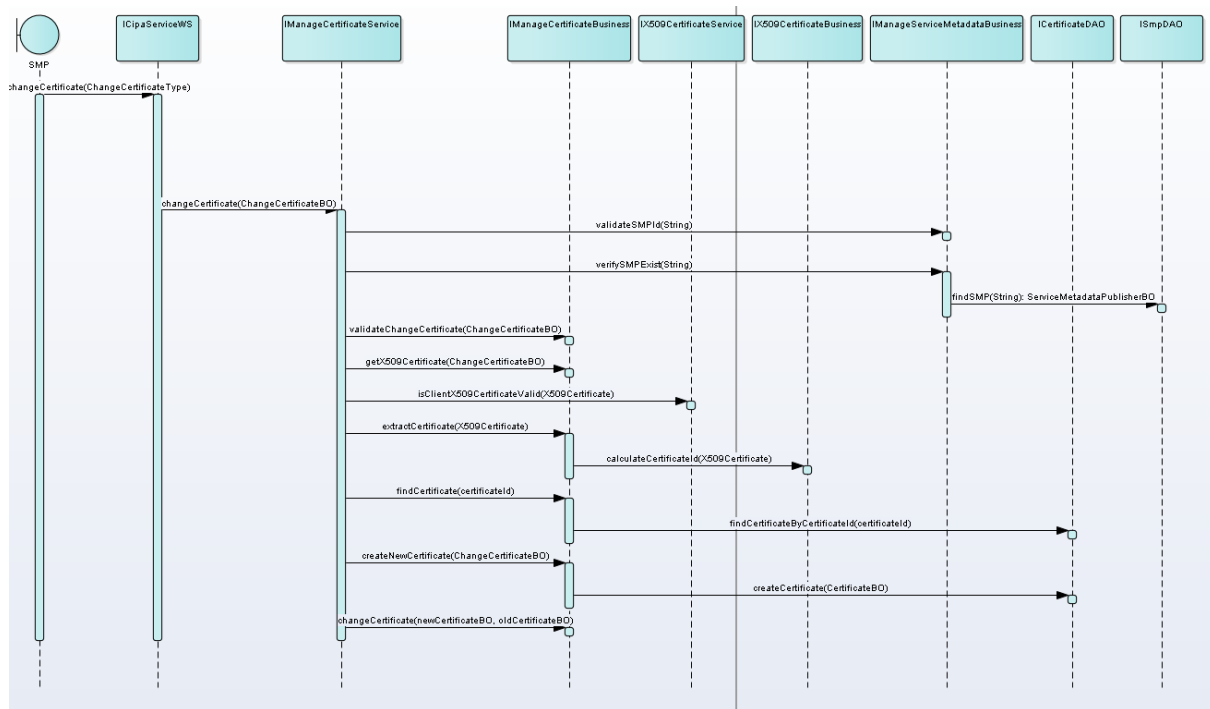 ICipaServiceWS
IManageCertificateService
IManageCertificateBusiness
IX509CertificateService
IX509CertificateBusiness
IManageServiceMetadataBusiness
ICertificateDAO
ISmpDAO
SMP
changeCertificate(ChangeCertificateType)
changeCertificate(ChangeCertificateBO)
validateSMPId(String)
verifySMPExist(String)
findSMP(String): ServiceMetadataPublisherBO
validateChangeCertificate(ChangeCertificateBO)
getX509Certificate(ChangeCertificateBO)
isClientX509CertificateValid(X509Certificate)
extractCertificate(X509Certificate)
calculateCertificateId(X509Certificate)
findCertificate(certificateId)
findCertificateByCertificateId(certificateId)
createNewCertificate(ChangeCertificateBO)
createCertificate(CertificateBO)
changeCertificate(newCertificateBO, oldCertificateBO)